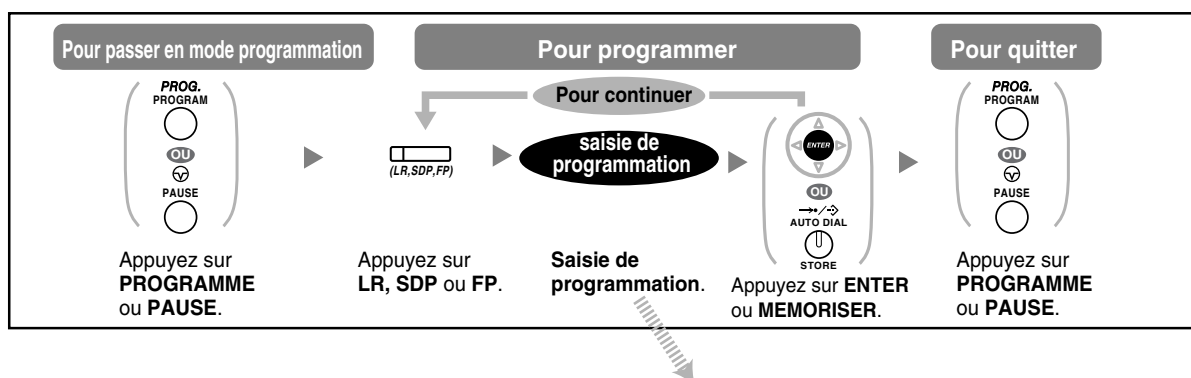 Pour passer en mode programmation
Pour programmer
Pour quitter
PROG.
PROGRAM
OU
PAUSE
Appuyez sur
PROGRAMME
ou PAUSE.
Pour continuer
(LR,SDP,FP)
Appuyez sur
LR, SDP ou FP.
saisie de
programmation
Saisie de
programmation.
ENTER
OU
AUTO DIAL
STORE
Appuyez sur ENTER
ou MEMORISER.
PROG.
PROGRAM
OU
PAUSE
Appuyez sur
PROGRAMME
ou PAUSE.